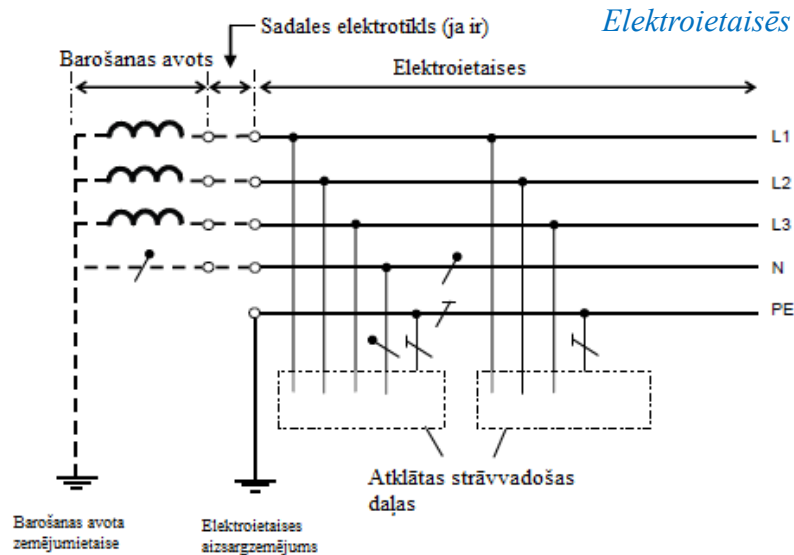 Elektroietaisēs
Sadales elektrotīkls (ja ir)
Barošanas avots
Elektroietaises
L1
L2
L3
N
PE
Atklātas strāvvadošas
daļas
Barošanas avota
zemējumietaise
Elektroietaises
aizsargzemējums